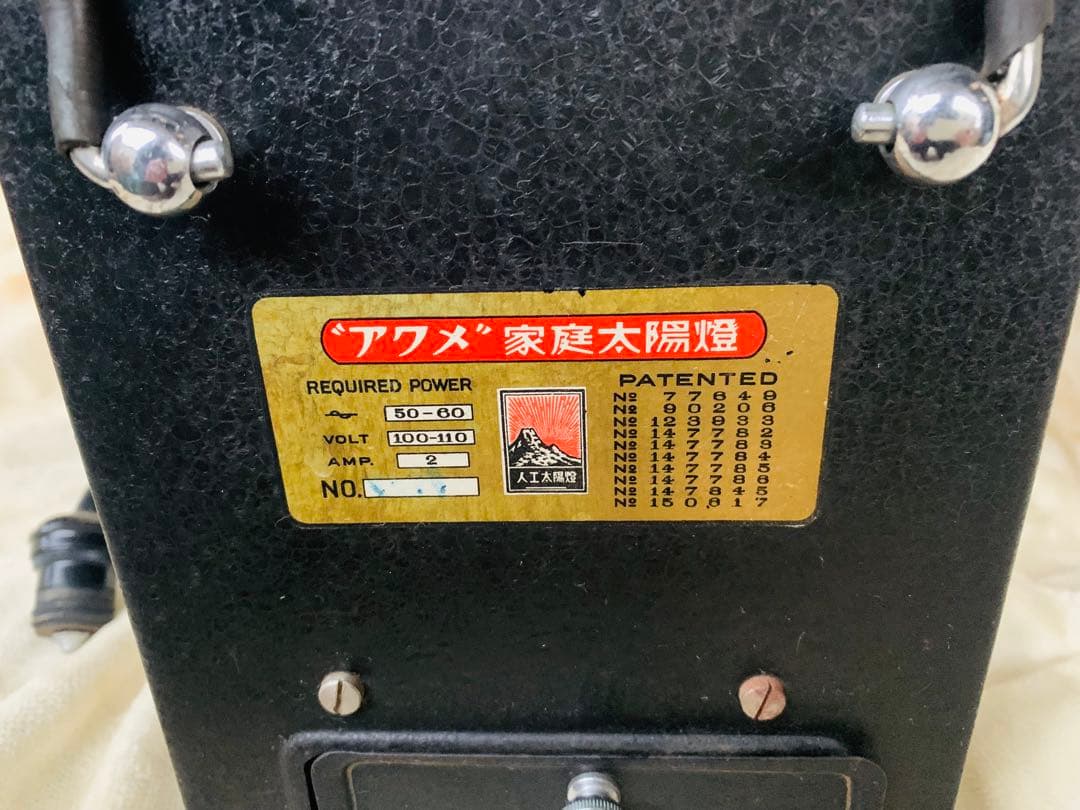 “アクメ” 家庭太陽燈
REQUIRED POWER
50-60
VOLT 100-110
AMP. 2
NO.
人工太陽燈
PATENTED
Nº 77649
Nº 90206
Nº 123933
Nº 147782
Nº 147783
Nº 147784
Nº 147785
Nº 147786
Nº 147845
Nº 150617